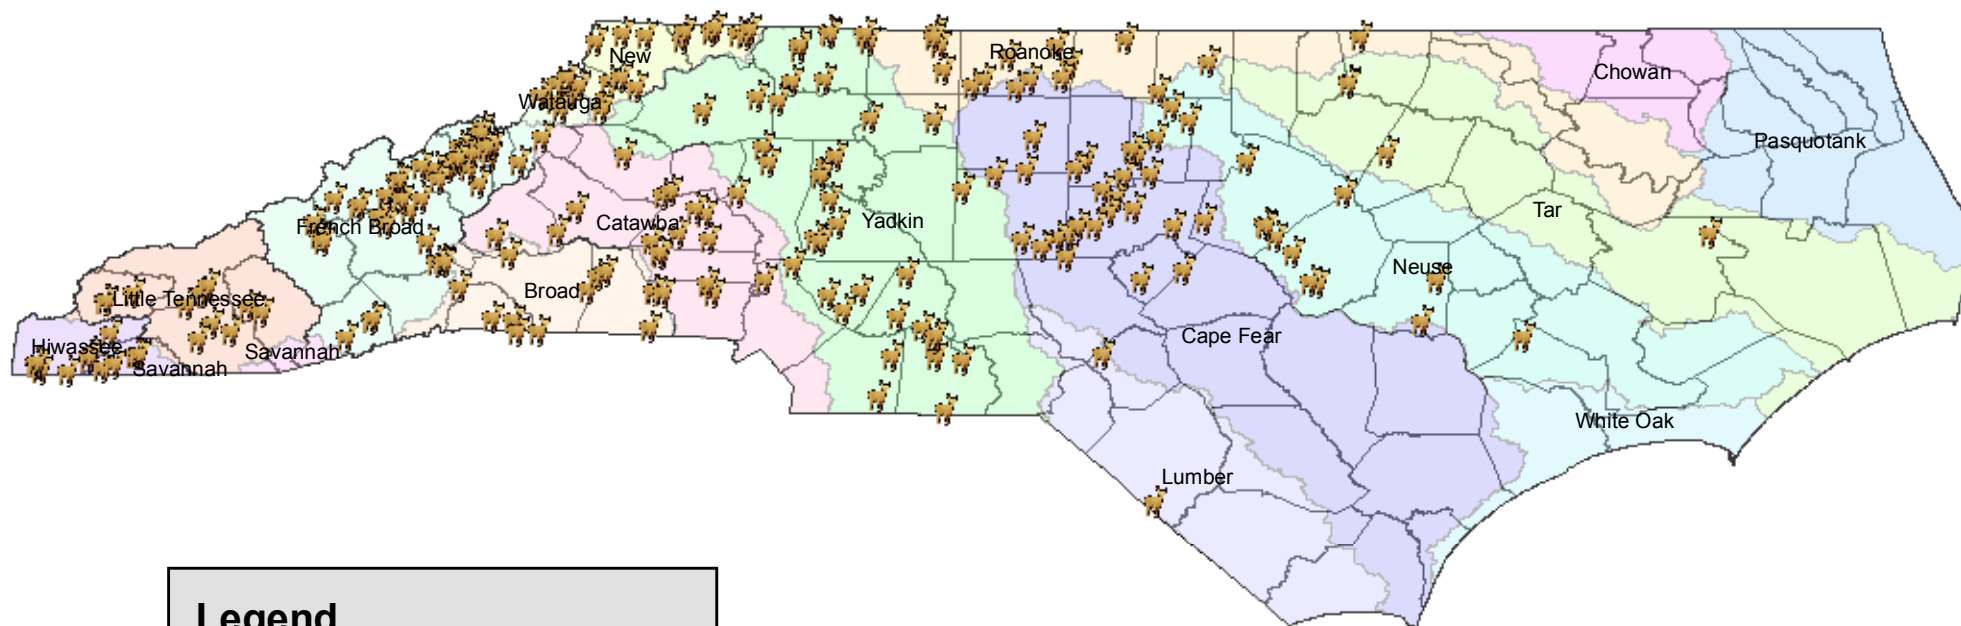 New
Roanoke
Chowan
Watauga
Pasquotank
Tar
French Broad
Catawba
Yadkin
Neuse
Little Tennessee
Broad
Cape Fear
Hiwassee
Savannah
Savannah
White Oak
Lumber
Legend